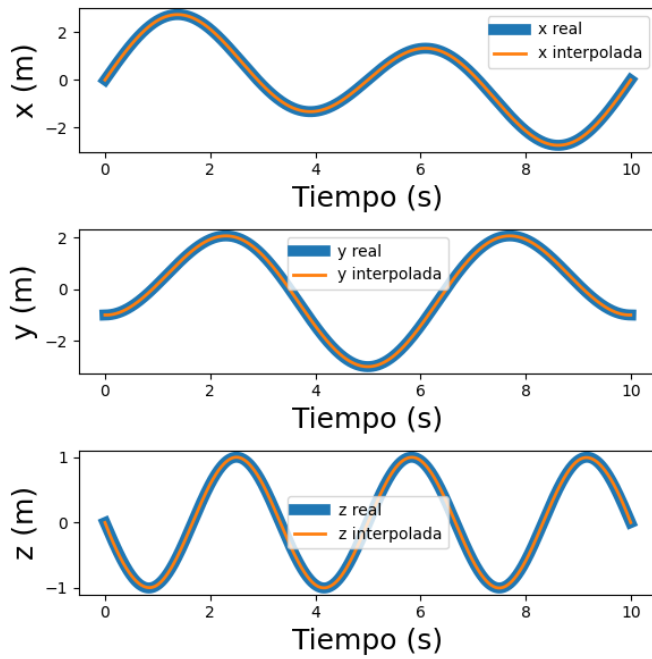 x (m)
2
0
−2
x real
x interpolada
0
2
4
6
8
10
Tiempo (s)
y (m)
2
0
−2
y real
y interpolada
0
2
4
6
8
10
Tiempo (s)
z (m)
1
0
−1
z real
z interpolada
0
2
4
6
8
10
Tiempo (s)